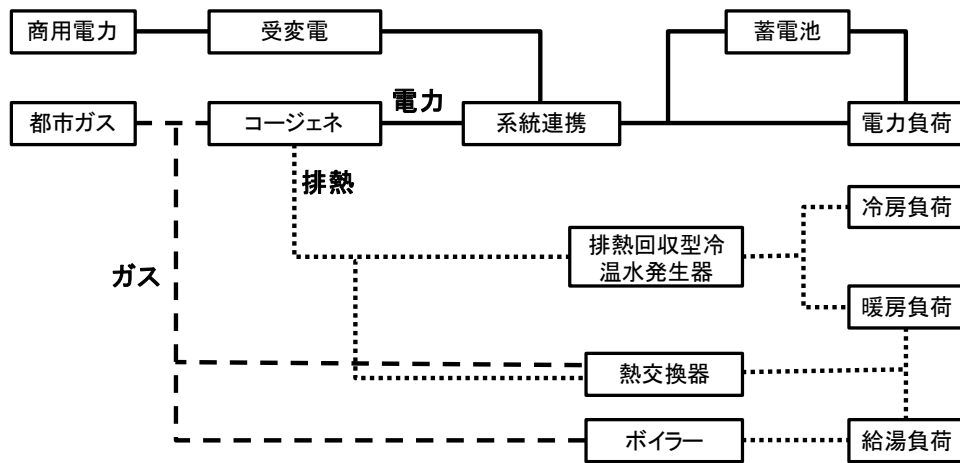 商用電力
受変電
蓄電池
電力
都市ガス
コージェネ
系統連携
電力負荷
排熱
冷房負荷
排熱回収型冷
温水発生器
ガス
暖房負荷
熱交換器
ボイラー
給湯負荷